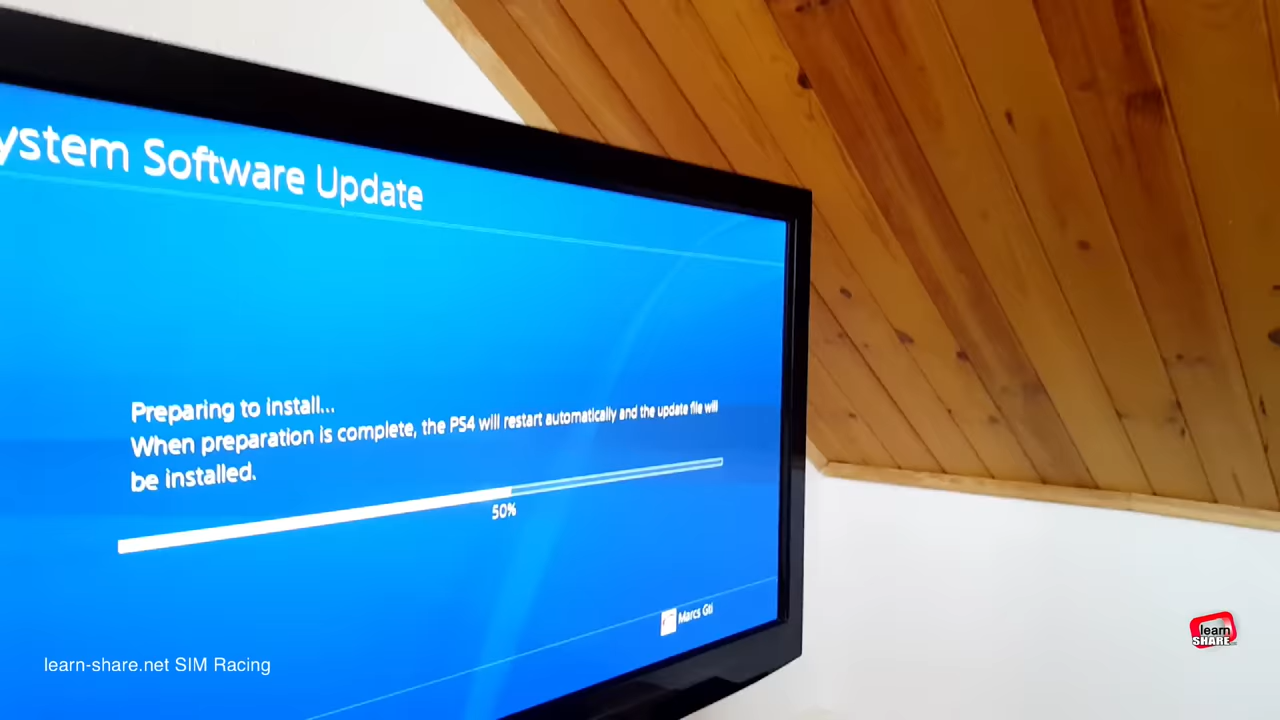 ystem Software Update
Preparing to install...
When preparation is complete, the PS4 will restart automatically and the update file will
be installed.
50%
Marcs Gti
learn-share.net SIM Racing
learn
SHARE